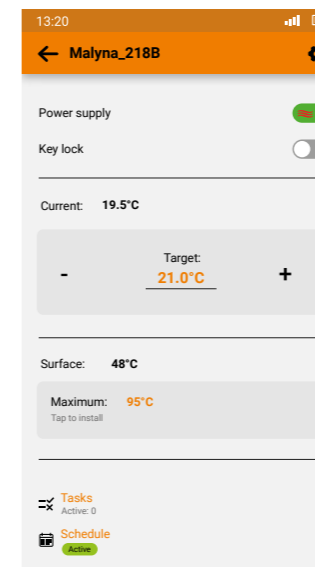 13:20
Malyna_218B
Power supply
Key lock
Current: 19.5°C
Target:
- 21.0°C +
Surface: 48°C
Maximum: 95°C
Tap to install
Tasks
Active: 0
Schedule
Active